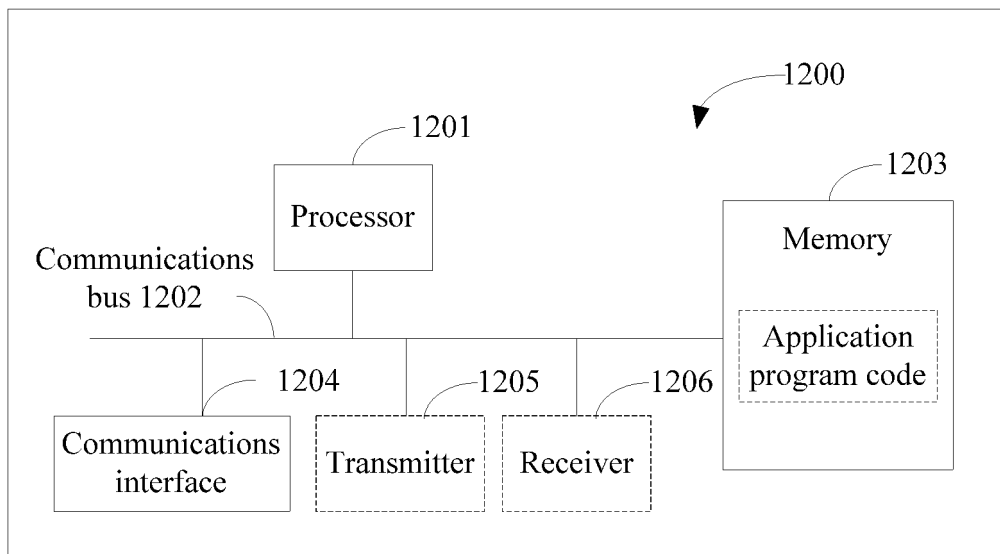 1200
1201
1203
Processor
Memory
Communications
bus 1202
Application
program code
1204
1205
1206
Communications
interface
Transmitter
Receiver